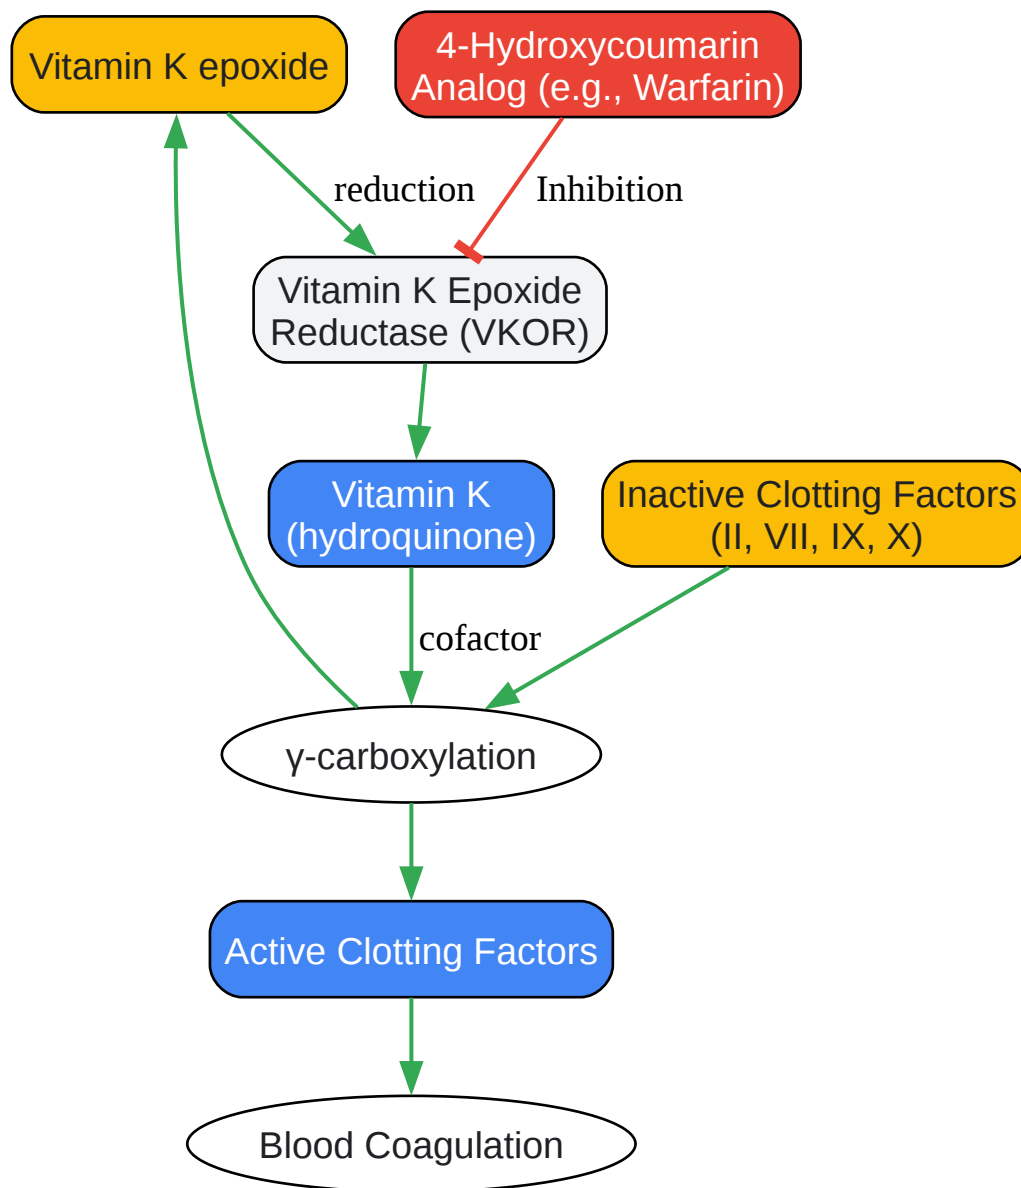 Vitamin K epoxide
4-Hydroxycoumarin
Analog (e.g., Warfarin)
reduction
Inhibition
Vitamin K Epoxide
Reductase (VKOR)
Vitamin K
(hydroquinone)
Inactive Clotting Factors
(II, VII, IX, X)
cofactor
γ-carboxylation
Active Clotting Factors
Blood Coagulation